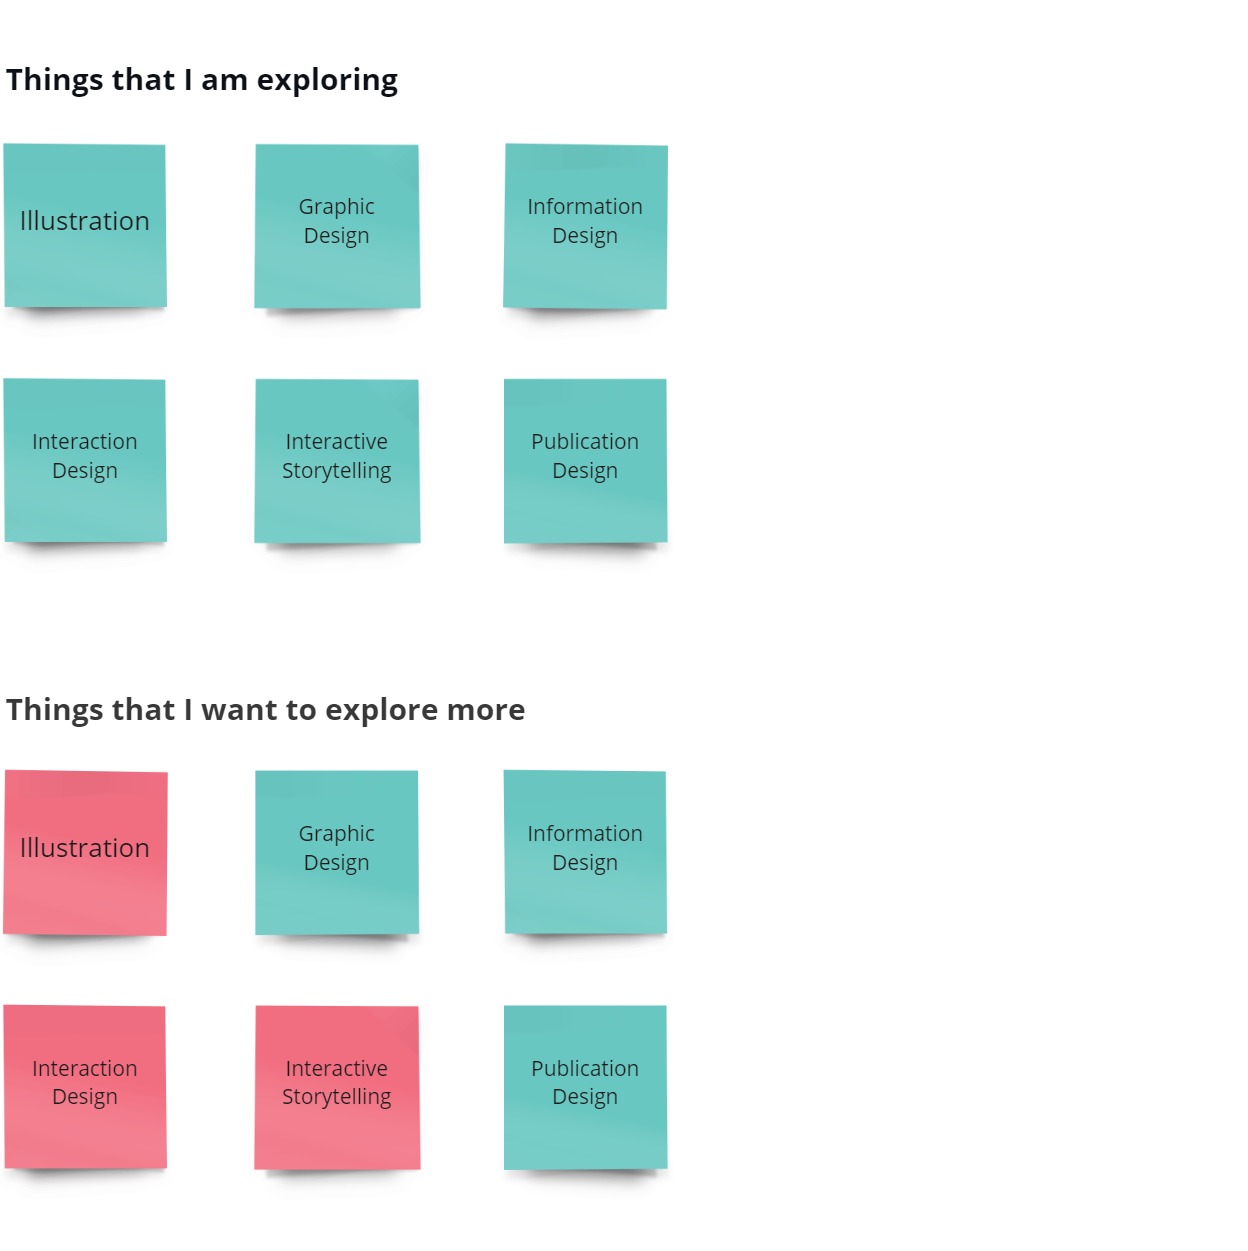 Things that I am exploring
Illustration
Graphic
Design
Information
Design
Interaction
Design
Interactive
Storytelling
Publication
Design
Things that I want to explore more
Illustration
Graphic
Design
Information
Design
Interaction
Design
Interactive
Storytelling
Publication
Design